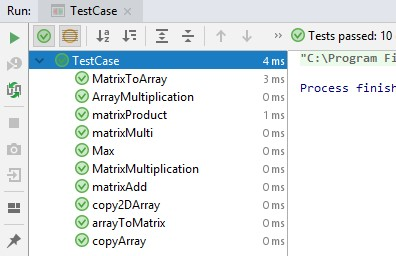 Run: TestCase
Tests passed: 10
TestCase 4 ms
MatrixToArray 3 ms
ArrayMultiplication 0 ms
matrixProduct 1 ms
matrixMulti 0 ms
Max 0 ms
MatrixMultiplication 0 ms
matrixAdd 0 ms
copy2DArray 0 ms
arrayToMatrix 0 ms
copyArray 0 ms
"C:\Program Fi
Process finish